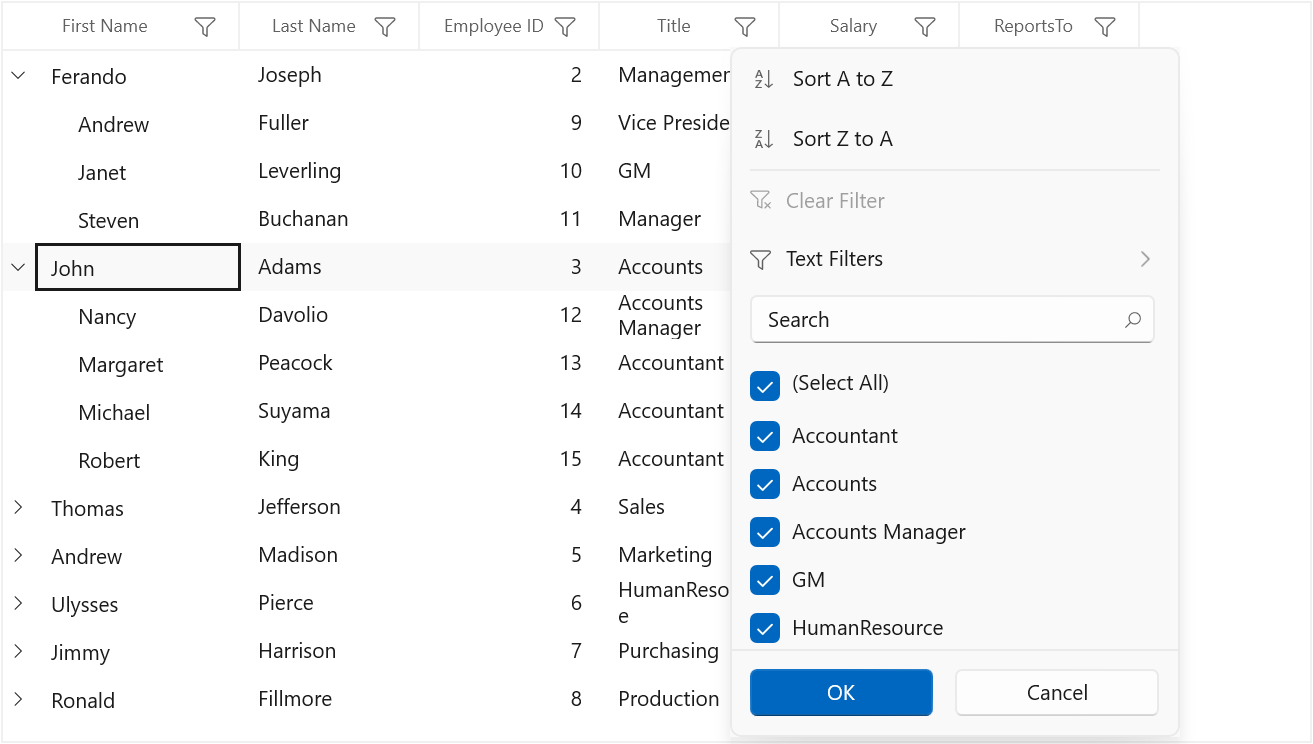 First Name Last Name Employee ID Title Salary ReportsTo
Ferando Joseph 2 Managemen
Andrew Fuller 9 Vice Preside
Janet Leverling 10 GM
Steven Buchanan 11 Manager
John Adams 3 Accounts
Nancy Davolio 12 Accounts
Manager
Margaret Peacock 13 Accountant
Michael Suyama 14 Accountant
Robert King 15 Accountant
Thomas Jefferson 4 Sales
Andrew Madison 5 Marketing
Ulysses Pierce 6 HumanReso
e
Jimmy Harrison 7 Purchasing
Ronald Fillmore 8 Production
Sort A to Z
Sort Z to A
Clear Filter
Text Filters
Search
(Select All)
Accountant
Accounts
Accounts Manager
GM
HumanResource
OK Cancel